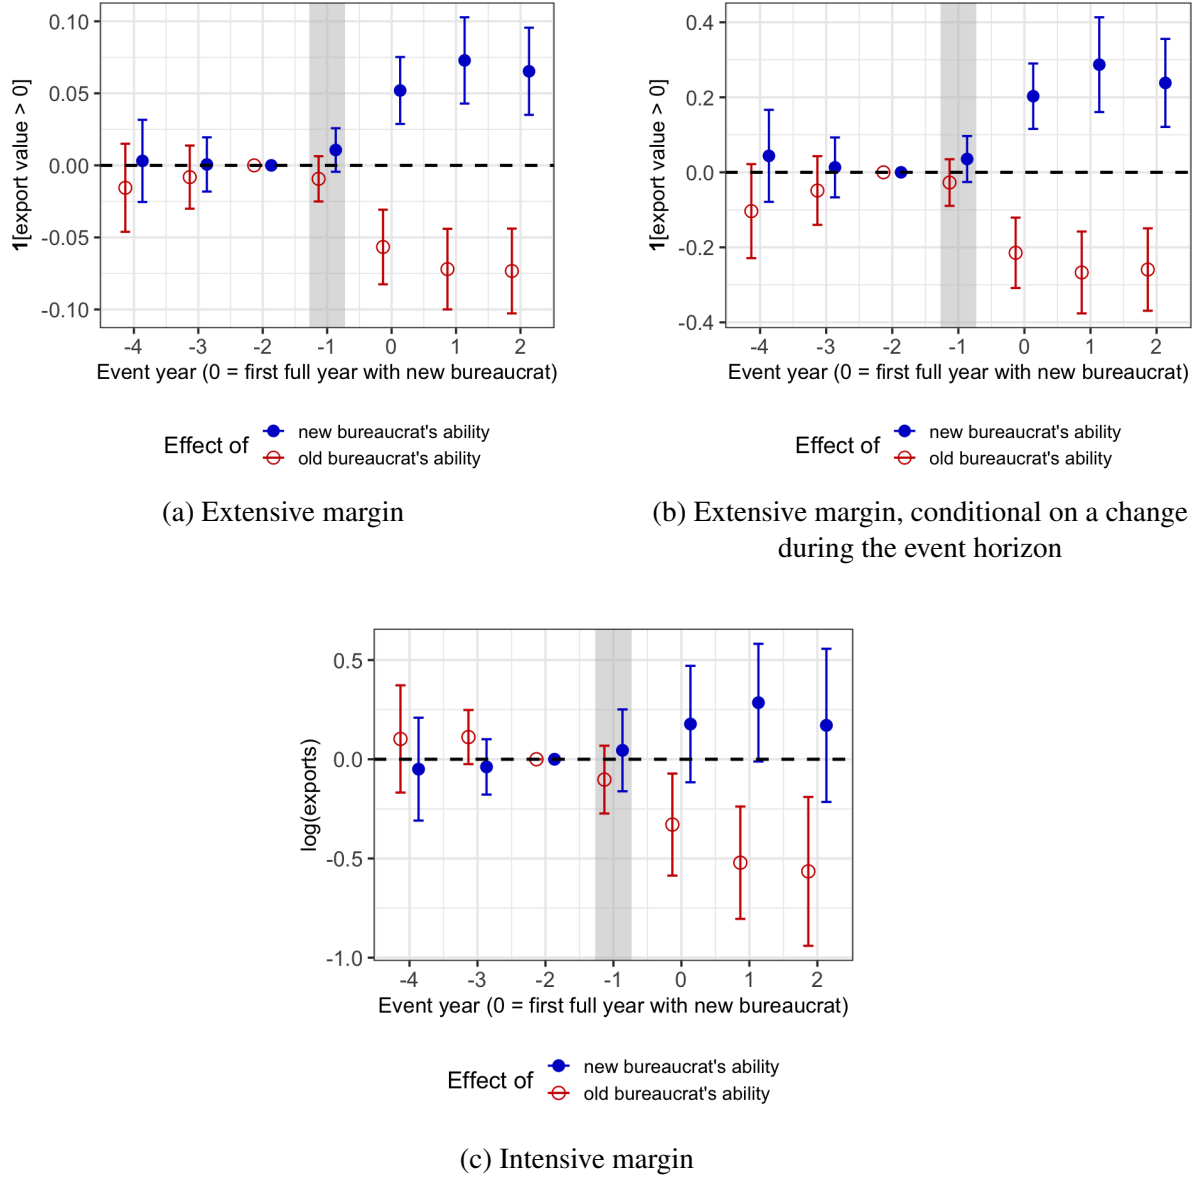 0.10
0.05
0.00
-0.05
-0.10
1[export value > 0]
-4 -3 -2 -1 0 1 2
Event year (0 = first full year with new bureaucrat)
Effect of
new bureaucrat's ability
old bureaucrat's ability
(a) Extensive margin
0.4
0.2
0.0
-0.2
-0.4
1[export value > 0]
-4 -3 -2 -1 0 1 2
Event year (0 = first full year with new bureaucrat)
Effect of
new bureaucrat's ability
old bureaucrat's ability
(b) Extensive margin, conditional on a change
during the event horizon
0.5
0.0
-0.5
-1.0
log(exports)
-4 -3 -2 -1 0 1 2
Event year (0 = first full year with new bureaucrat)
Effect of
new bureaucrat's ability
old bureaucrat's ability
(c) Intensive margin